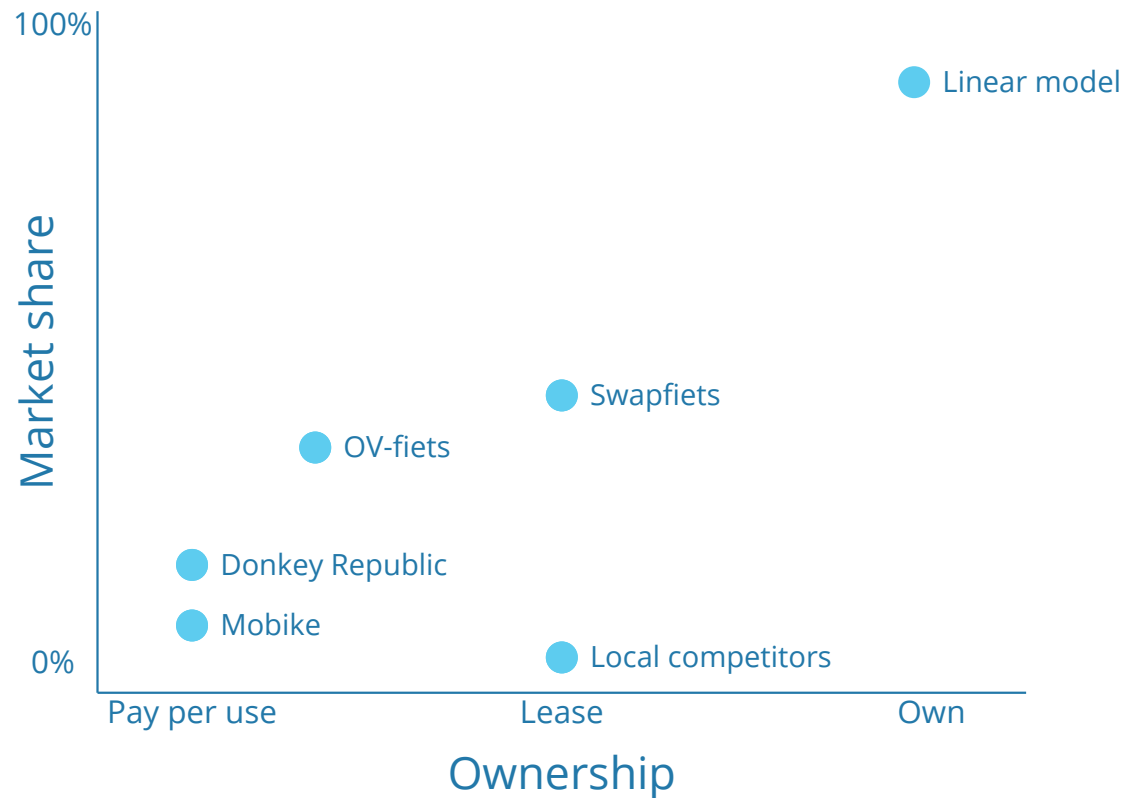 100%
Linear model
Market share
Swapfiets
OV-fiets
Donkey Republic
Mobike
Local competitors
0%
Pay per use
Lease
Own
Ownership